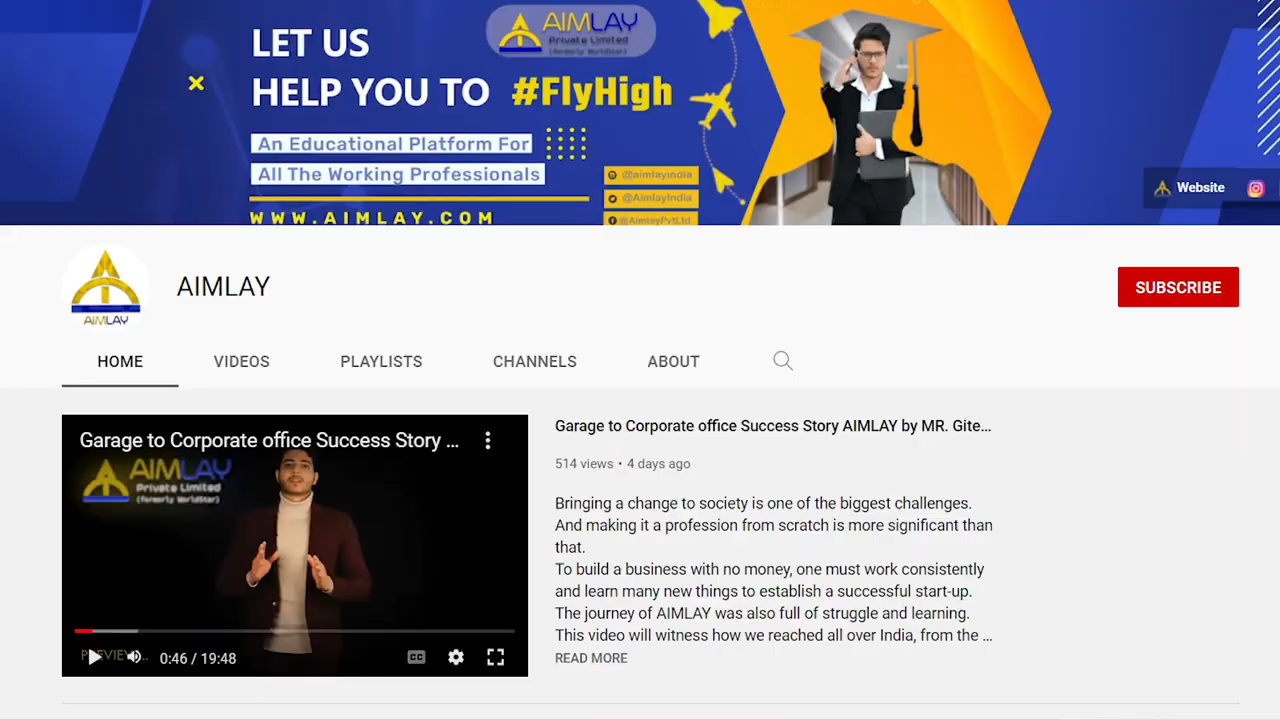 LET US
HELP YOU TO #FlyHigh
AIMLAY
Private Limited
(formerly WorldStar)
An Educational Platform For
All The Working Professionals
WWW.AIMLAY.COM
@aimlayindia
@AimlayIndia
@AimlayPvtLtd
Website
AIMLAY
AIMLAY
SUBSCRIBE
HOME
VIDEOS
PLAYLISTS
CHANNELS
ABOUT
Garage to Corporate office Success Story ...
AIMLAY
Private Limited
(formerly WorldStar)
0:46 / 19:48
CC
Garage to Corporate office Success Story AIMLAY by MR. Gite...
514 views • 4 days ago
Bringing a change to society is one of the biggest challenges.
And making it a profession from scratch is more significant than
that.
To build a business with no money, one must work consistently
and learn many new things to establish a successful start-up.
The journey of AIMLAY was also full of struggle and learning.
This video will witness how we reached all over India, from the ...
READ MORE